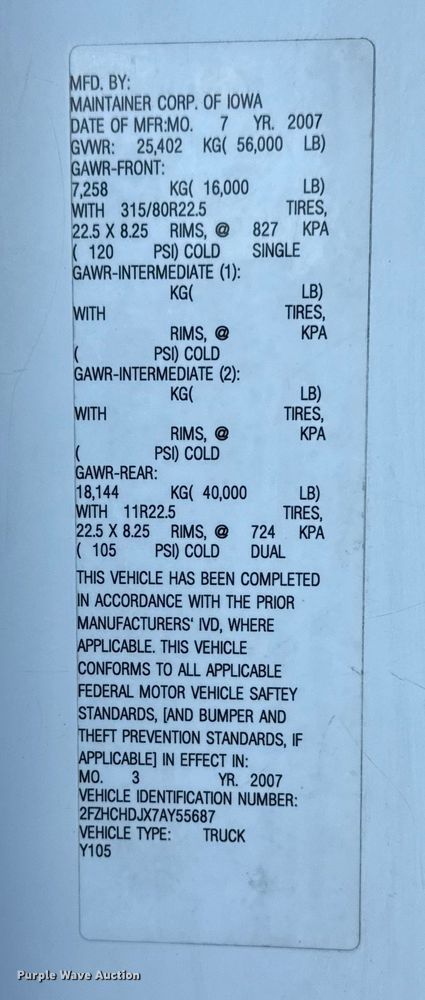 MFD. BY:
MAINTAINER CORP. OF IOWA
DATE OF MFR:MO. 7 YR. 2007
GVWR: 25,402 KG( 56,000 LB)
GAWR-FRONT:
7,258 KG( 16,000 LB)
WITH 315/80R22.5 TIRES,
22.5 X 8.25 RIMS, @ 827 KPA
( 120 PSI) COLD SINGLE
GAWR-INTERMEDIATE (1):
KG( LB)
WITH TIRES,
RIMS, @ KPA
( PSI) COLD
GAWR-INTERMEDIATE (2):
KG( LB)
WITH TIRES,
RIMS, @ KPA
( PSI) COLD
GAWR-REAR:
18,144 KG( 40,000 LB)
WITH 11R22.5 TIRES,
22.5 X 8.25 RIMS, @ 724 KPA
( 105 PSI) COLD DUAL
THIS VEHICLE HAS BEEN COMPLETED
IN ACCORDANCE WITH THE PRIOR
MANUFACTURERS' IVD, WHERE
APPLICABLE. THIS VEHICLE
CONFORMS TO ALL APPLICABLE
FEDERAL MOTOR VEHICLE SAFTEY
STANDARDS, [AND BUMPER AND
THEFT PREVENTION STANDARDS, IF
APPLICABLE] IN EFFECT IN:
MO. 3 YR. 2007
VEHICLE IDENTIFICATION NUMBER:
2FZHCHDJX7AY55687
VEHICLE TYPE: TRUCK
Y105
Purple Wave Auction